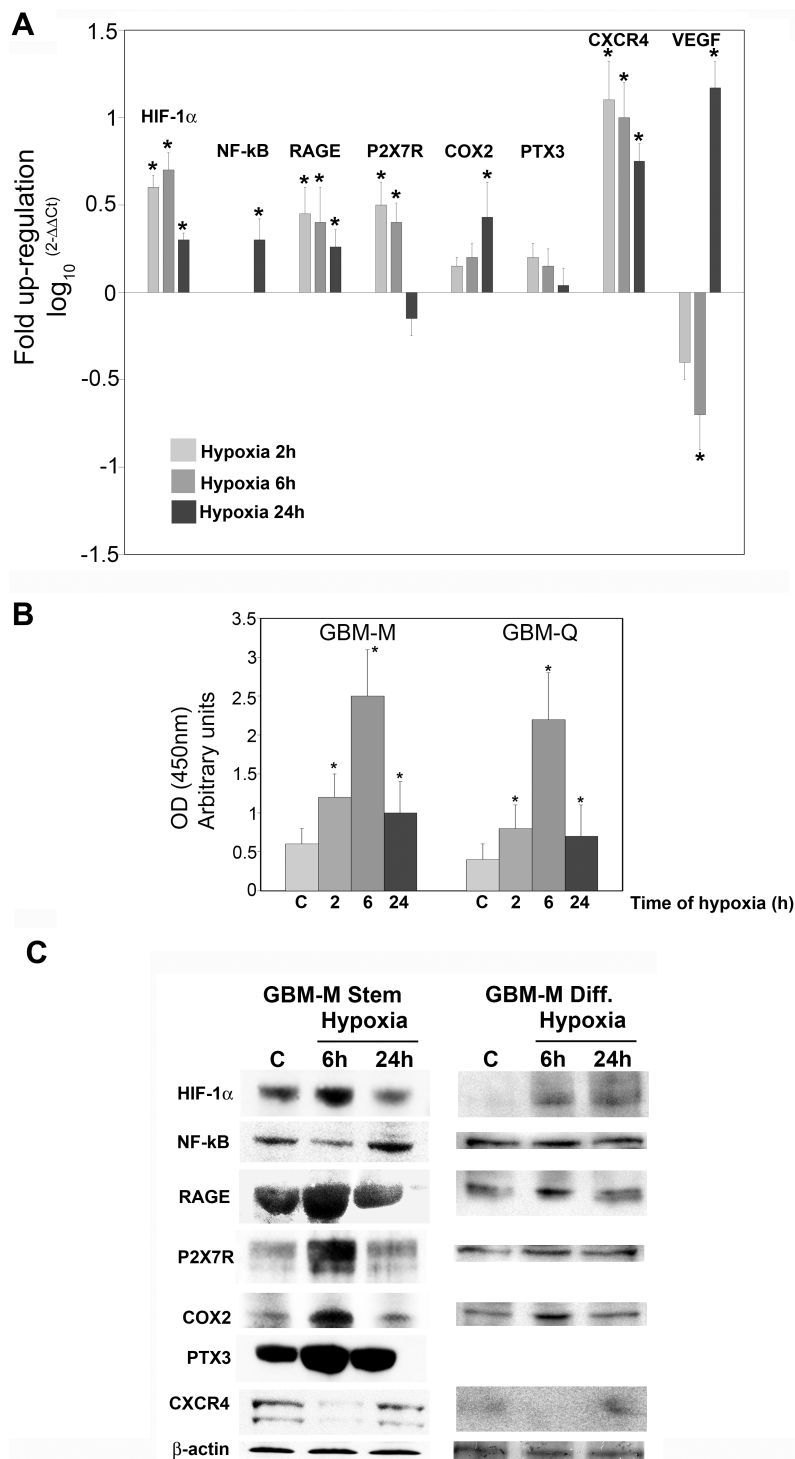 A
1.5
1
0.5
0
-0.5
-1
-1.5
Fold up-regulation
log10 (2-ΔΔCt)
HIF-1α
NF-kB
RAGE
P2X7R
COX2
PTX3
CXCR4
VEGF
* * *
*
* * *
* *
*
* * *
* *
Hypoxia 2h
Hypoxia 6h
Hypoxia 24h
B
3.5
3
2.5
2
1.5
1
0.5
0
OD (450nm)
Arbitrary units
GBM-M
GBM-Q
* * *
* * *
C 2 6 24
C 2 6 24
Time of hypoxia (h)
C
GBM-M Stem
Hypoxia
C 6h 24h
GBM-M Diff.
Hypoxia
C 6h 24h
HIF-1α
NF-kB
RAGE
P2X7R
COX2
PTX3
CXCR4
β-actin